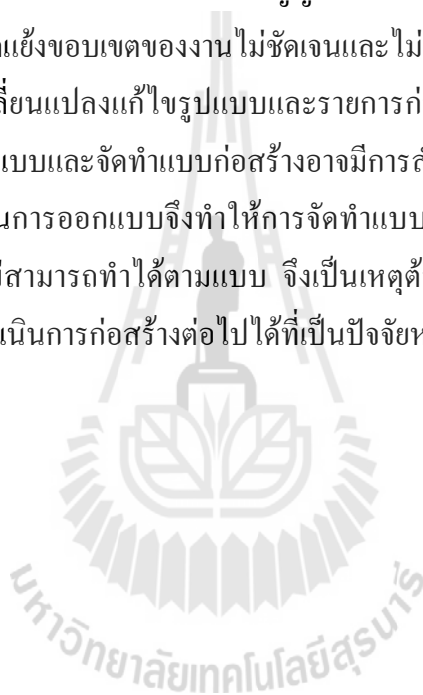 แย้งขอบเขตของงานไม่ชัดเจนและไม่
ลี่ยนแปลงแก้ไขรูปแบบและรายการก่
แบบและจัดทำแบบก่อสร้างอาจมีการสำ
นการออกแบบจึงทำให้การจัดทำแบบ
สามารถทำได้ตามแบบ จึงเป็นเหตุต้
นินการก่อสร้างต่อไปได้ที่เป็นปัจจัยห
มหาวิทยาลัยเทคโนโลยีสุรนารี